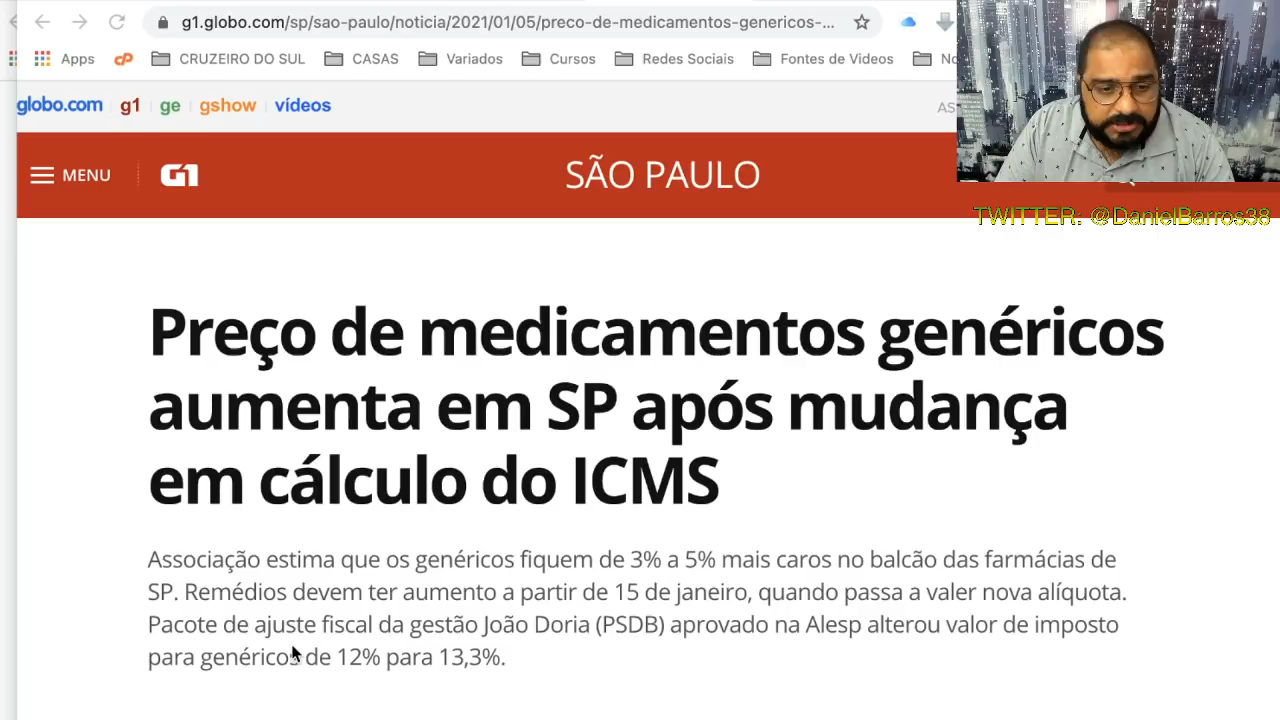 g1.globo.com/sp/sao-paulo/noticia/2021/01/05/preco-de-medicamentos-genericos-...
Apps
CRUZEIRO DO SUL
CASAS
Variados
Cursos
Redes Sociais
Fontes de Videos
globo.com g1 ge gshow vídeos
MENU
G1
SÃO PAULO
TWITTER: @DanielBarros38
Preço de medicamentos genéricos
aumenta em SP após mudança
em cálculo do ICMS
Associação estima que os genéricos fiquem de 3% a 5% mais caros no balcão das farmácias de
SP. Remédios devem ter aumento a partir de 15 de janeiro, quando passa a valer nova alíquota.
Pacote de ajuste fiscal da gestão João Doria (PSDB) aprovado na Alesp alterou valor de imposto
para genéricos de 12% para 13,3%.